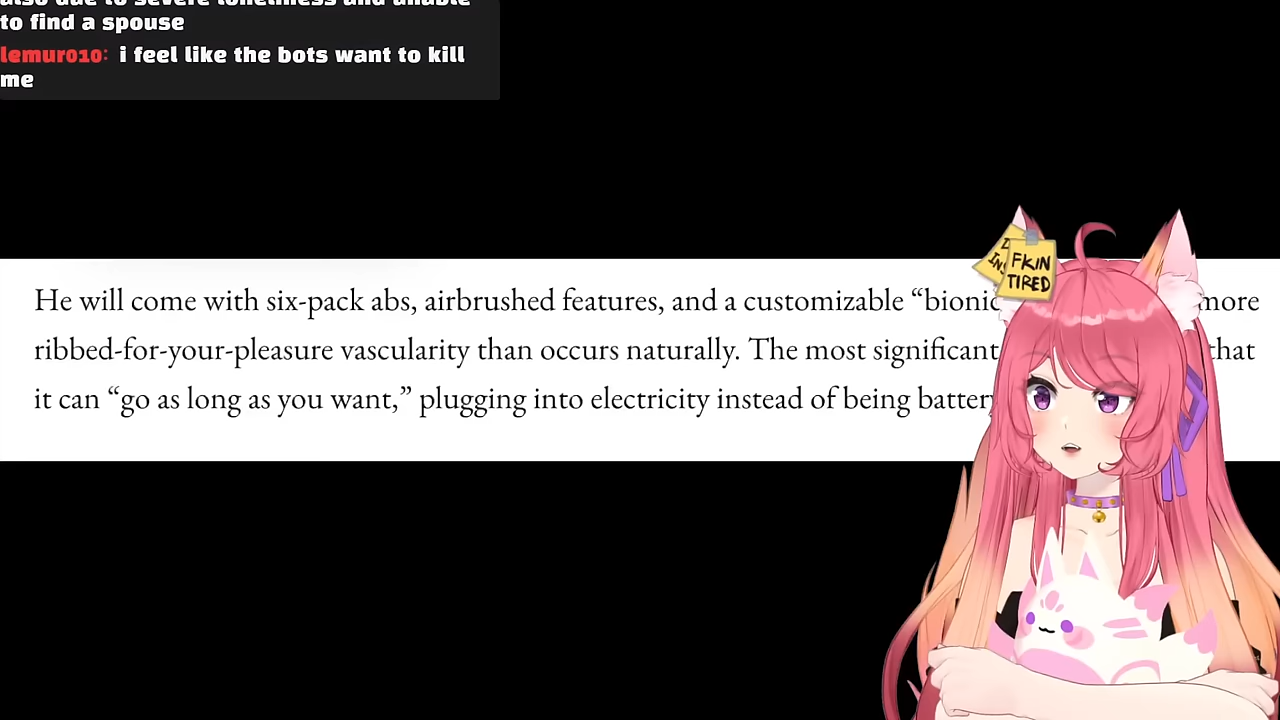 to find a spouse
lemur010: i feel like the bots want to kill
me
FKIN
TIRED
He will come with six-pack abs, airbrushed features, and a customizable “bionic more
ribbed-for-your-pleasure vascularity than occurs naturally. The most significant that
it can “go as long as you want,” plugging into electricity instead of being